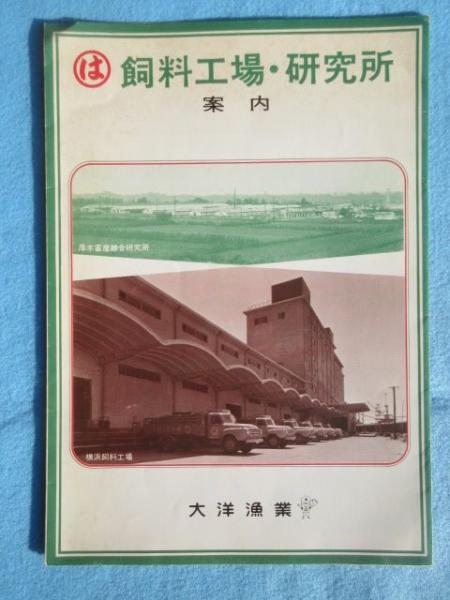 は 飼料工場・研究所
案内
厚木畜産綜合研究所
横浜飼料工場
大洋漁業